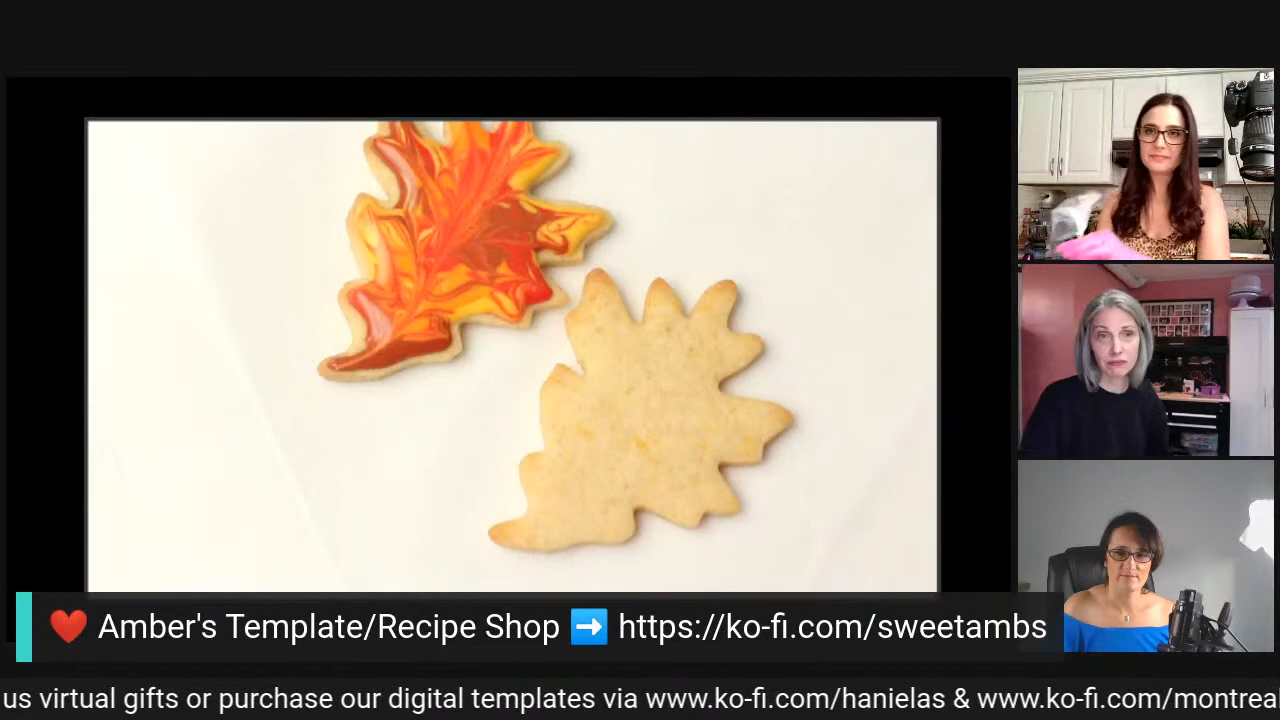 ❤️ Amber's Template/Recipe Shop ➡️ https://ko-fi.com/sweetambs
us virtual gifts or purchase our digital templates via www.ko-fi.com/hanielas & www.ko-fi.com/montrea